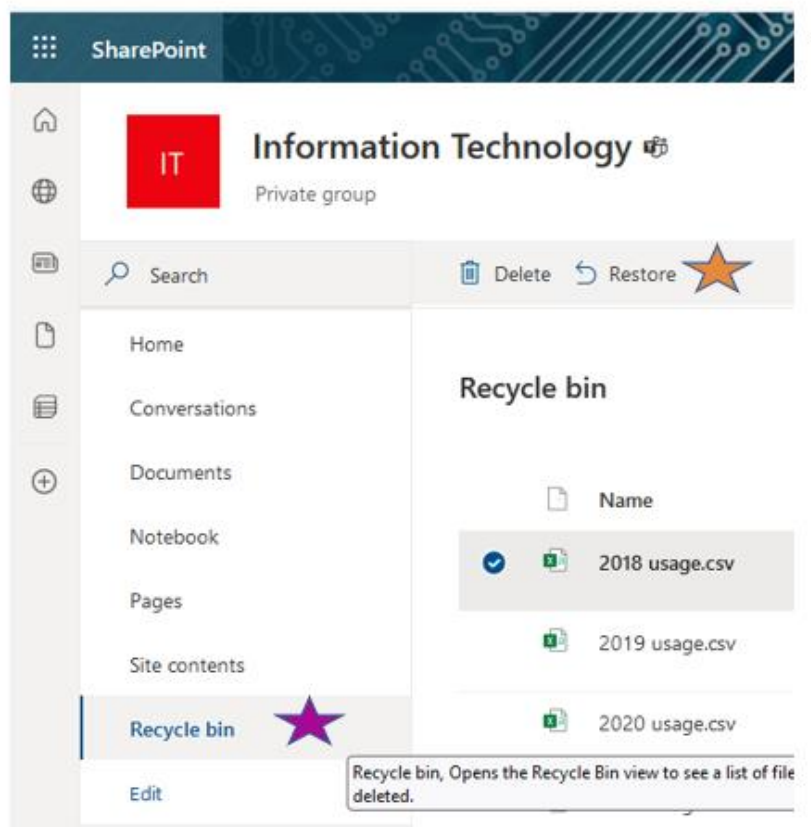 SharePoint
IT
Information Technology
Private group
Search
Delete Restore
Home
Conversations
Documents
Notebook
Pages
Site contents
Recycle bin
Edit
Recycle bin
Name
2018 usage.csv
2019 usage.csv
2020 usage.csv
Recycle bin, Opens the Recycle Bin view to see a list of file
deleted.